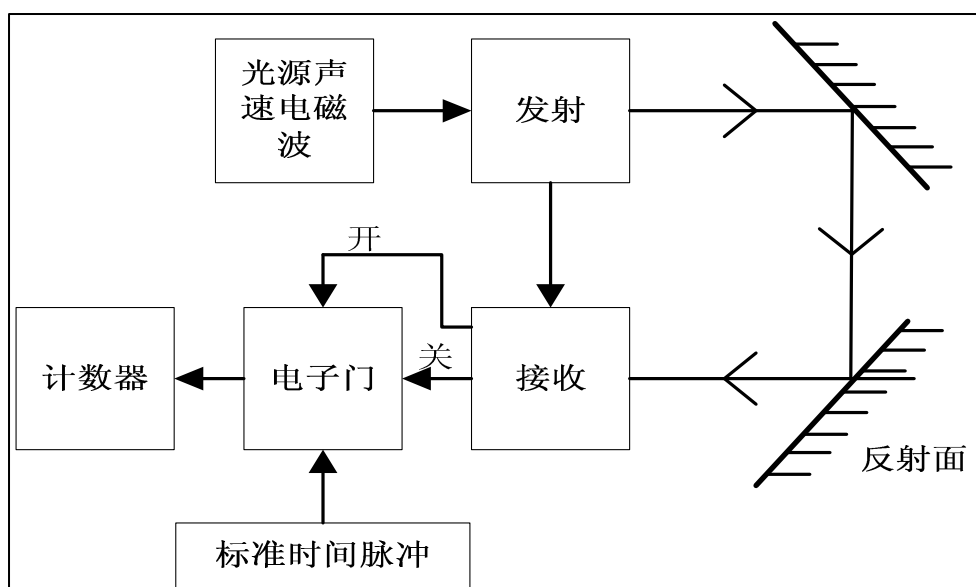 光源声
速电磁
波
发射
开
关
计数器
电子门
接收
反射面
标准时间脉冲